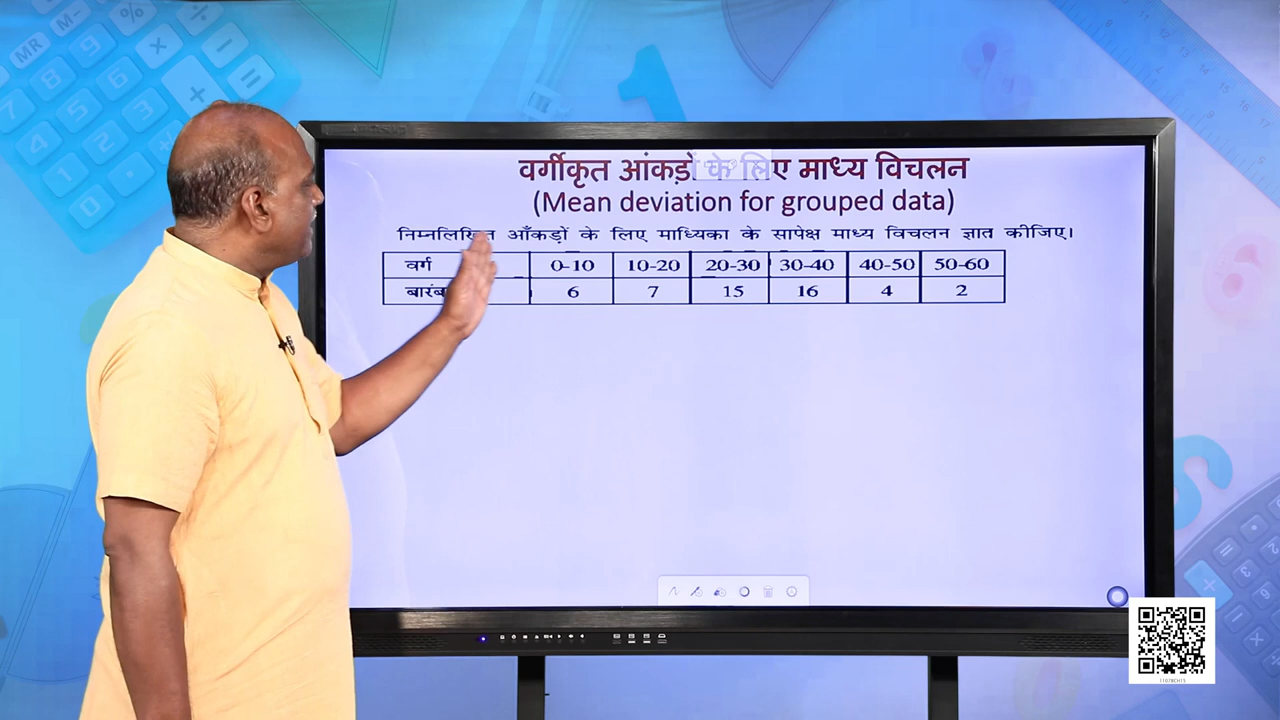 वर्गीकृत आंकड़ों के लिए माध्य विचलन
(Mean deviation for grouped data)
निम्नलिखित आँकड़ों के लिए माध्यिका के सापेक्ष माध्य विचलन ज्ञात कीजिए।
वर्ग 0-10 10-20 20-30 30-40 40-50 50-60
6 7 15 16 4 2
11078CH15